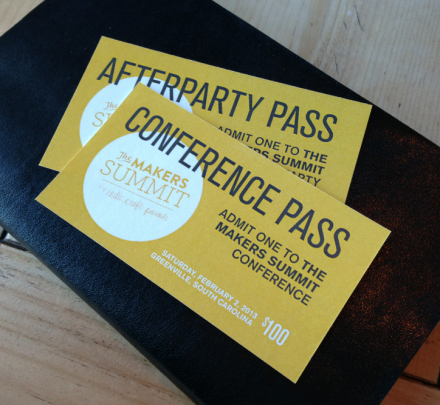 AFTERPARTY PASS
ADMIT ONE TO THE
MAKERS SUMMIT
PARTY
CONFERENCE PASS
The MAKERS
SUMMIT
ADMIT ONE TO THE
MAKERS SUMMIT
CONFERENCE
SATURDAY, FEBRUARY 2, 2013
GREENVILLE, SOUTH CAROLINA
$100